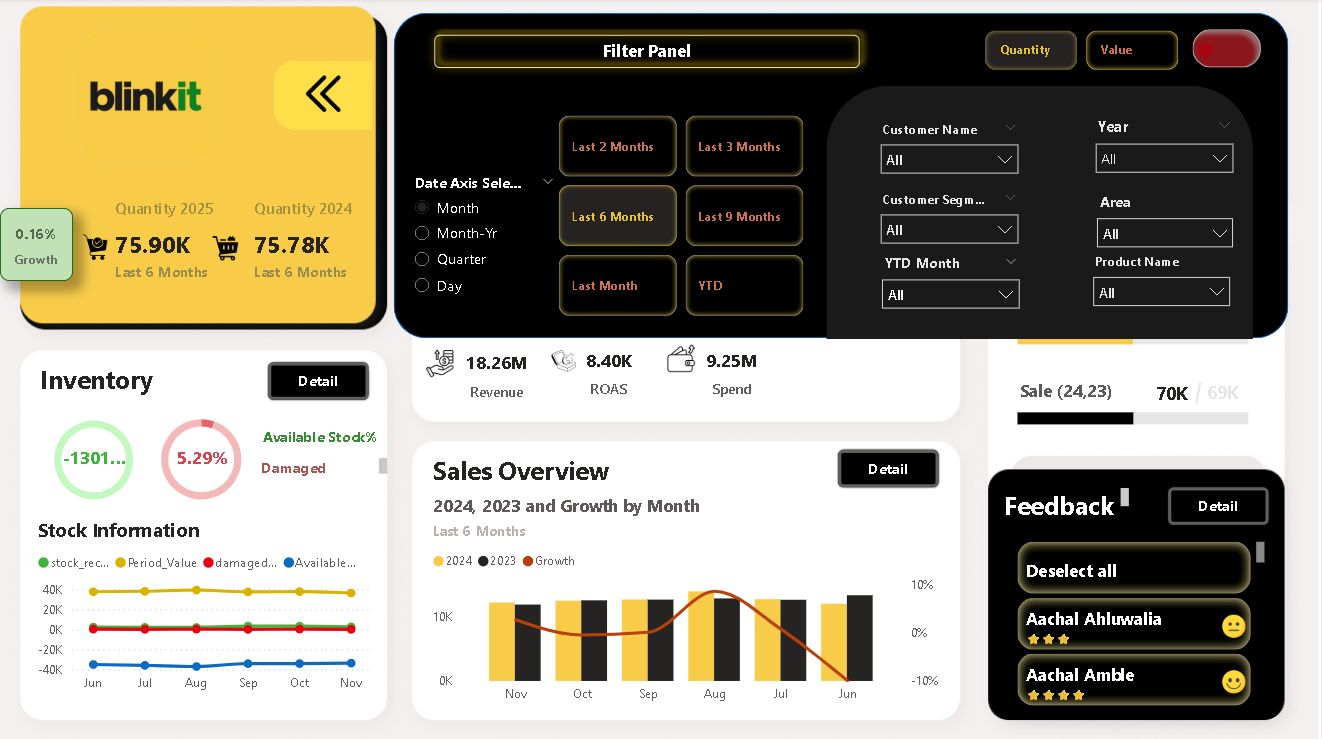 blinkit
Quantity 2025
Quantity 2024
75.90K
75.78K
Last 6 Months
Last 6 Months
0.16%
Growth
Filter Panel
Quantity
Value
Date Axis Sele...
Month
Month-Yr
Quarter
Day
Last 2 Months
Last 3 Months
Last 6 Months
Last 9 Months
Last Month
YTD
Customer Name
All
Customer Segm...
All
YTD Month
All
Year
All
Area
All
Product Name
All
18.26M
Revenue
8.40K
ROAS
9.25M
Spend
Sale (24,23)
70K / 69K
Inventory
Detail
-1301...
5.29%
Available Stock%
Damaged
Stock Information
stock_rec... Period_Value damaged... Available...
40K
20K
0K
-20K
-40K
Jun Jul Aug Sep Oct Nov
Sales Overview
Detail
2024, 2023 and Growth by Month
Last 6 Months
2024 2023 Growth
10K
0K
10%
0%
-10%
Nov Oct Sep Aug Jul Jun
Feedback
Detail
Deselect all
Aachal Ahluwalia
Aachal Amble